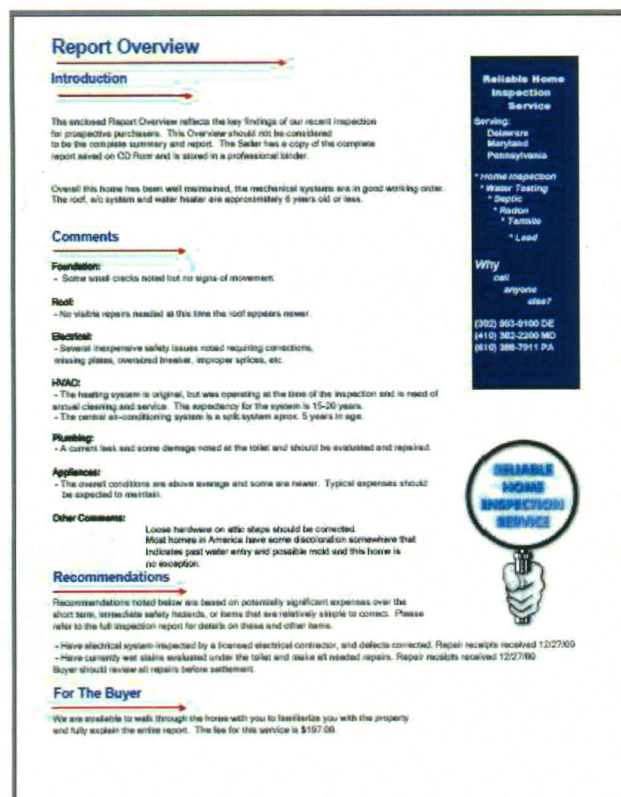 Report Overview
Introduction
The enclosed Report Overview reflects the key findings of our recent inspection
for prospective purchasers. This Overview should not be considered
to be the complete summary and report. The Seller has a copy of the complete
report saved on CD Rom and is stored in a professional binder.
Overall this home has been well maintained, the mechanical systems are in good working order.
The roof, a/c system and water heater are approximately 6 years old or less.
Comments
Foundation:
- Some small cracks noted but no signs of movement.
Roof:
- No visible repairs needed at this time the roof appears newer.
Electrical:
- Several inexpensive safety issues noted requiring corrections,
missing plates, oversized breaker, improper splices, etc.
HVAC:
- The heating system is original, but was operating at the time of the inspection and is need of
annual cleaning and service. The expectancy for the system is 15-20 years.
- The central air-conditioning system is a split system aprox. 5 years in age.
Plumbing:
- A current leak and some damage noted at the toilet and should be evaluated and repaired.
Appliances:
- The overall conditions are above average and some are newer. Typical expenses should
be expected to maintain.
Other Comments:
Loose hardware on attic steps should be corrected.
Most homes in America have some discoloration somewhere that
indicates past water entry and possible mold and this home is
no exception.
Recommendations
Recommendations noted below are based on potentially significant expenses over the
short term, immediate safety hazards, or items that are relatively simple to correct. Please
refer to the full inspection report for details on these and other items.
- Have electrical system inspected by a licensed electrical contractor, and defects corrected. Repair receipts received 12/27/09
- Have currently wet stains evaluated under the toilet and make all needed repairs. Repair receipts received 12/27/09
Buyer should review all repairs before settlement.
For The Buyer
We are available to walk through the home with you to familiarize you with the property
and fully explain the entire report. The fee for this service is $197.00.
Reliable Home
Inspection
Service
Serving:
Delaware
Maryland
Pennsylvania
* Home Inspection
* Water Testing
* Septic
* Radon
* Termite
* Lead
Why
call
anyone
else?
(302)
(410)
(610)
RELIABLE
HOME
INSPECTION
SERVICE